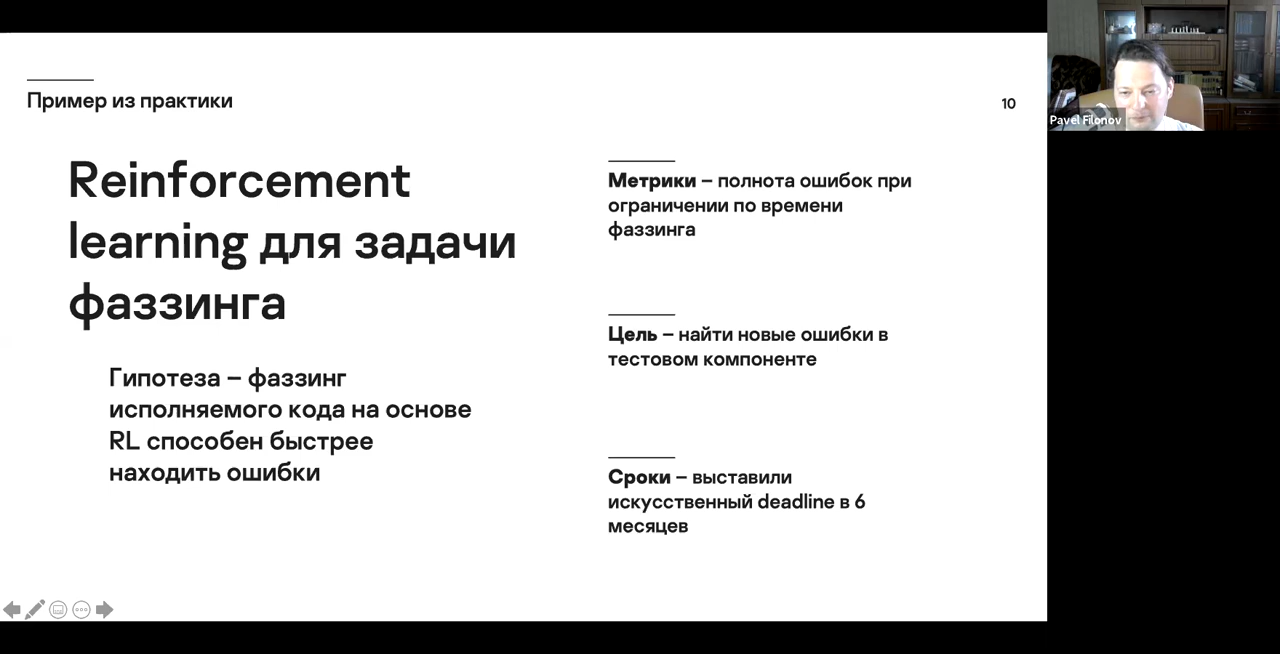 Пример из практики
10
Reinforcement
learning для задачи
фаззинга
Гипотеза – фаззинг
исполняемого кода на основе
RL способен быстрее
находить ошибки
Метрики – полнота ошибок при
ограничении по времени
фаззинга
Цель – найти новые ошибки в
тестовом компоненте
Сроки – выставили
искусственный deadline в 6
месяцев
Pavel Filonov